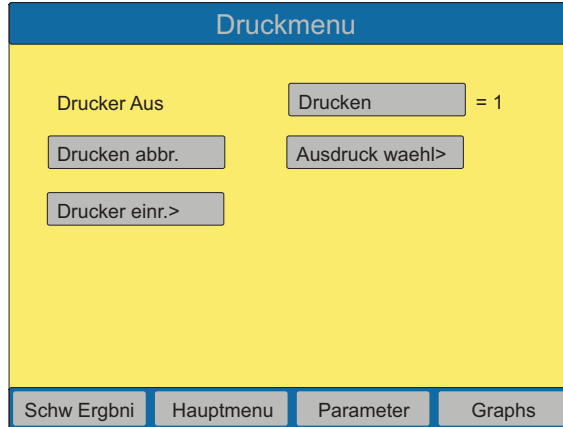 Druckmenu
Drucker Aus
Drucken = 1
Drucken abbr.
Ausdruck waehl>
Drucker einr.>
Schw Ergbni
Hauptmenu
Parameter
Graphs